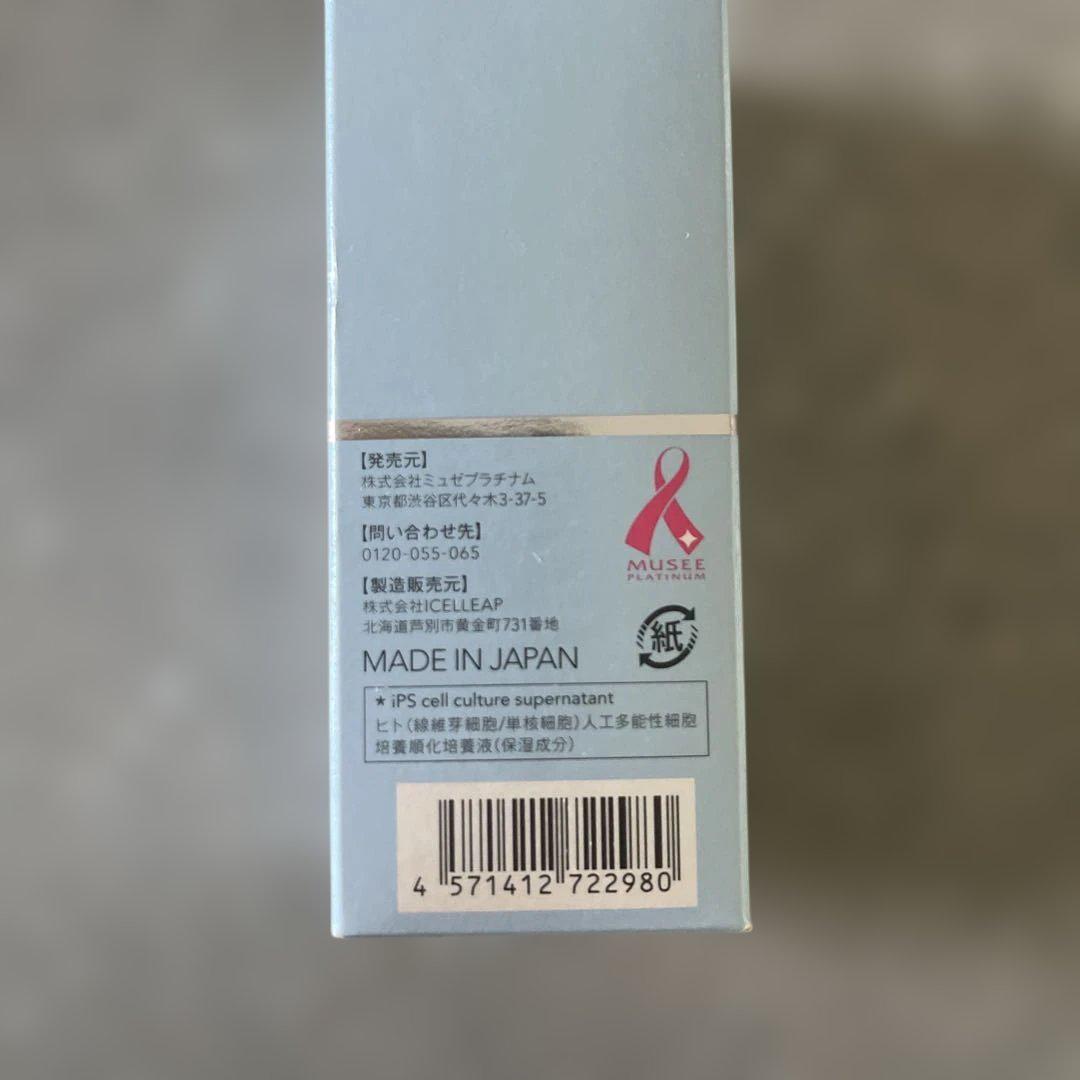 【発売元】
株式会社ミュゼプラチナム
東京都渋谷区代々木3-37-5
【問い合わせ先】
0120-055-065
【製造販売元】
株式会社ICELLEAP
北海道芦別市黄金町731番地
MADE IN JAPAN
MUSEE
PLATINUM
紙
★ iPS cell culture supernatant
ヒト(線維芽細胞/単核細胞)人工多能性細胞
培養順化培養液(保湿成分)
4 571412 722980